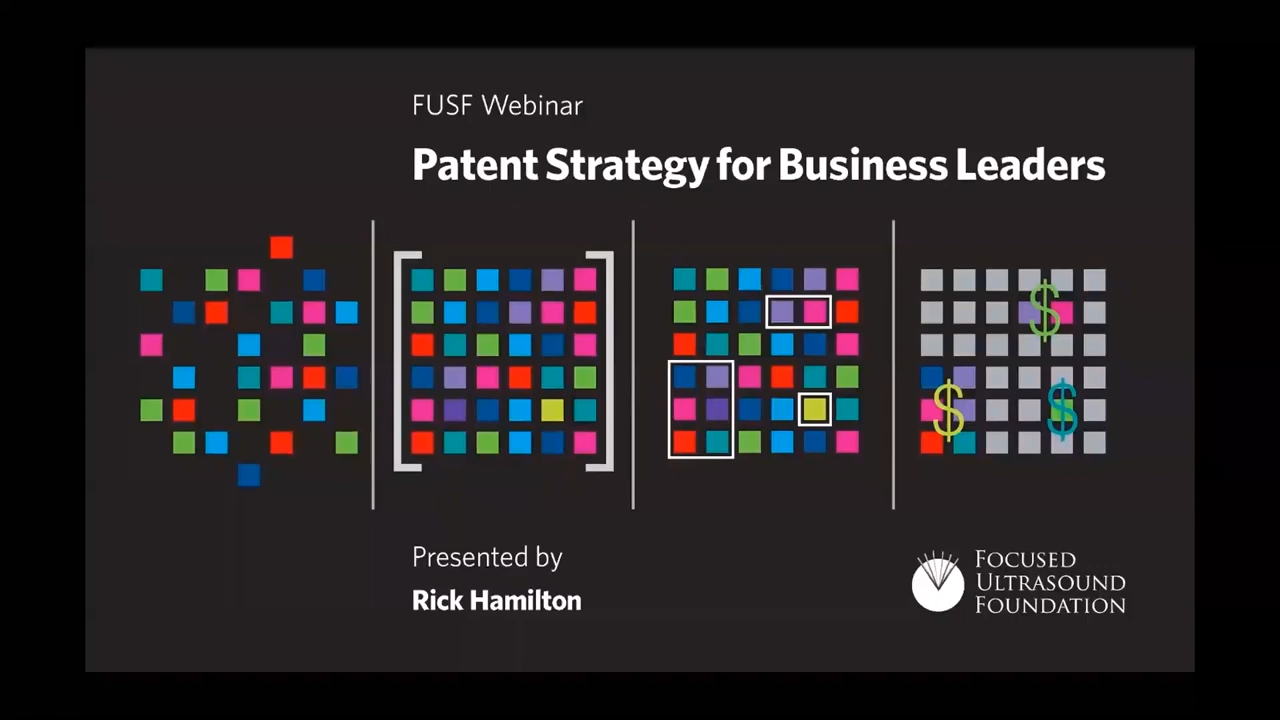 FUSF Webinar
Patent Strategy for Business Leaders
$
$
$
Presented by
Rick Hamilton
FOCUSED
ULTRASOUND
FOUNDATION